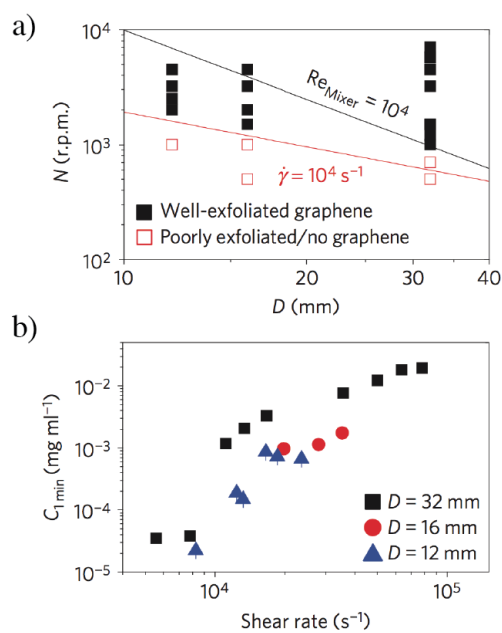 a)
10⁴
10³
10²
N (r.p.m.)
Re_Mixer = 10⁴
γ̇ = 10⁴ s⁻¹
Well-exfoliated graphene
Poorly exfoliated/no graphene
10 20 30 40
D (mm)
b)
10⁻²
10⁻³
10⁻⁴
10⁻⁵
C₁ min (mg ml⁻¹)
D = 32 mm
D = 16 mm
D = 12 mm
10⁴ 10⁵
Shear rate (s⁻¹)